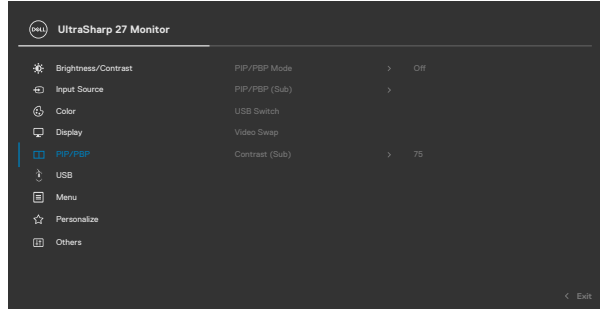 DELL UltraSharp 27 Monitor
Brightness/Contrast PIP/PBP Mode > Off
Input Source PIP/PBP (Sub) >
Color USB Switch
Display Video Swap
PIP/PBP Contrast (Sub) > 75
USB
Menu
Personalize
Others
< Exit